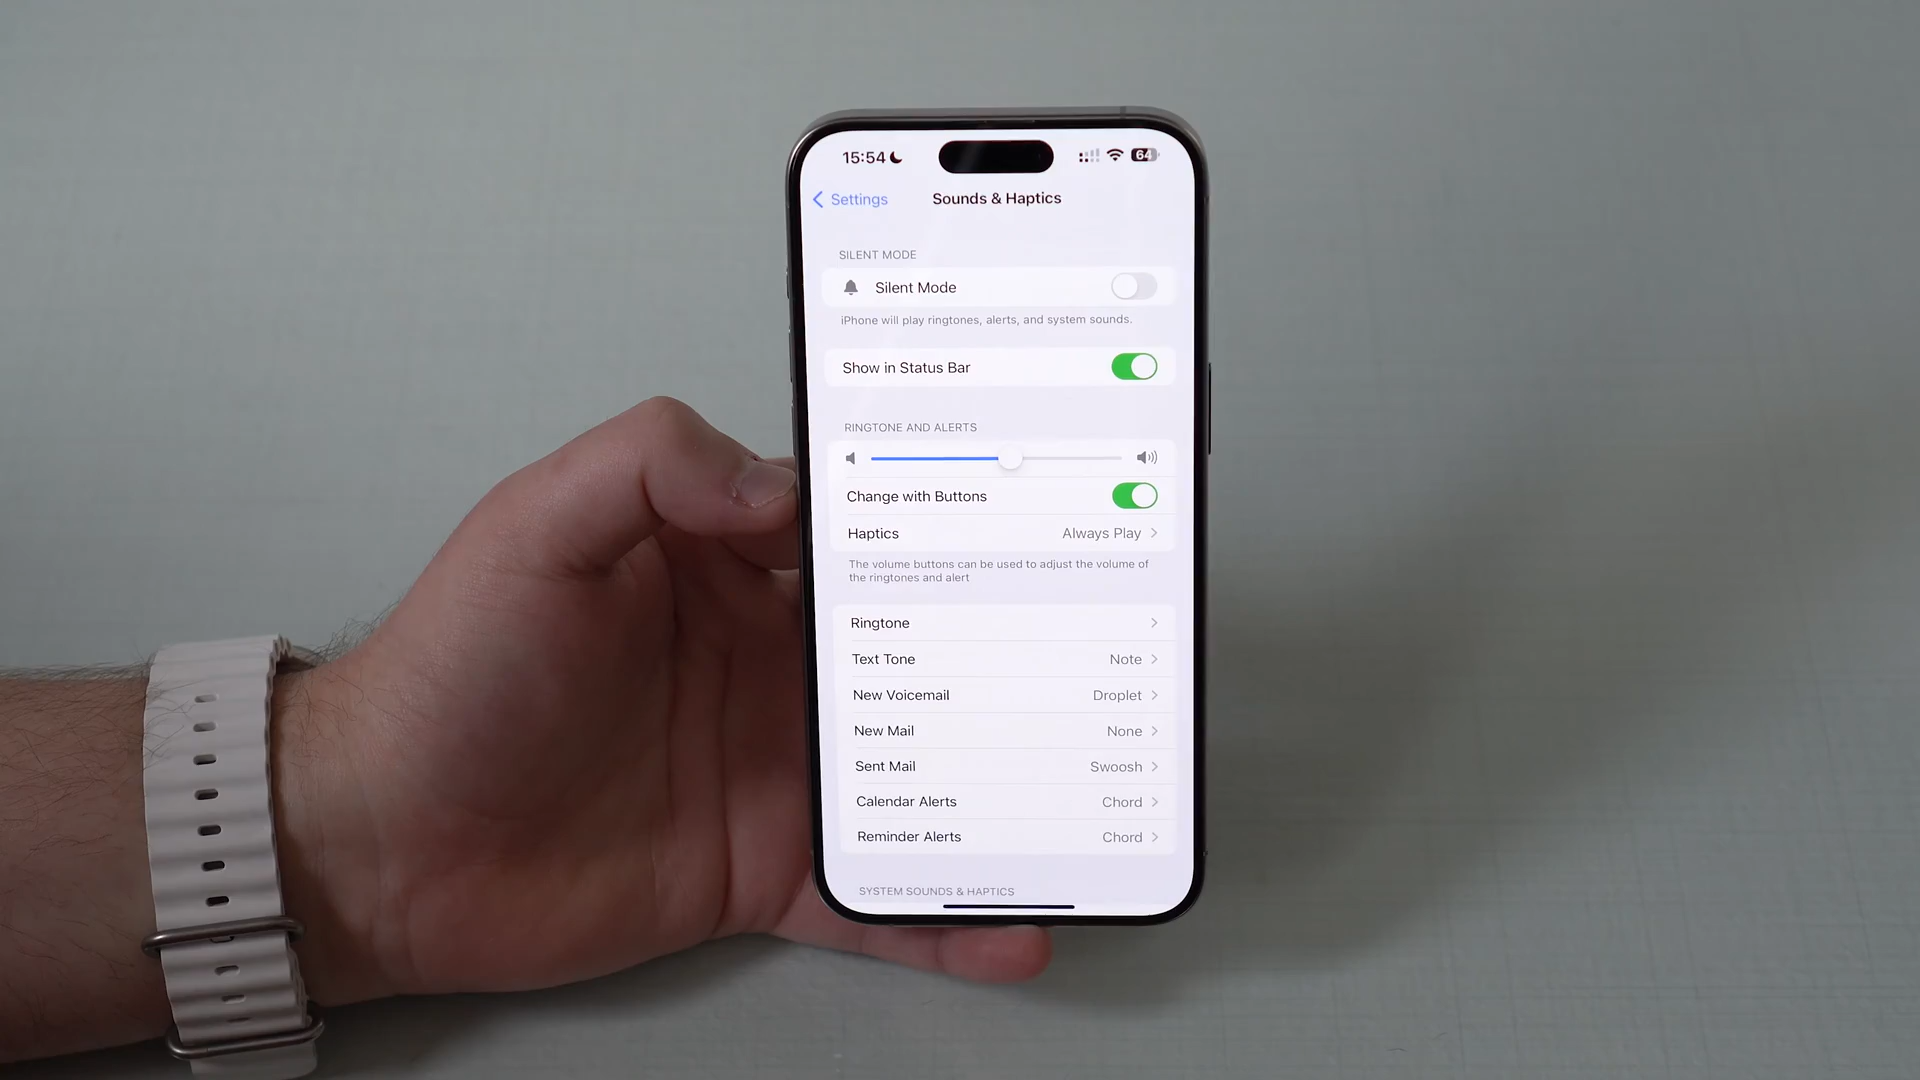 15:54
64
Settings
Sounds & Haptics
SILENT MODE
Silent Mode
iPhone will play ringtones, alerts, and system sounds.
Show in Status Bar
RINGTONE AND ALERTS
Change with Buttons
Haptics Always Play
The volume buttons can be used to adjust the volume of
the ringtones and alert
Ringtone
Text Tone Note
New Voicemail Droplet
New Mail None
Sent Mail Swoosh
Calendar Alerts Chord
Reminder Alerts Chord
SYSTEM SOUNDS & HAPTICS